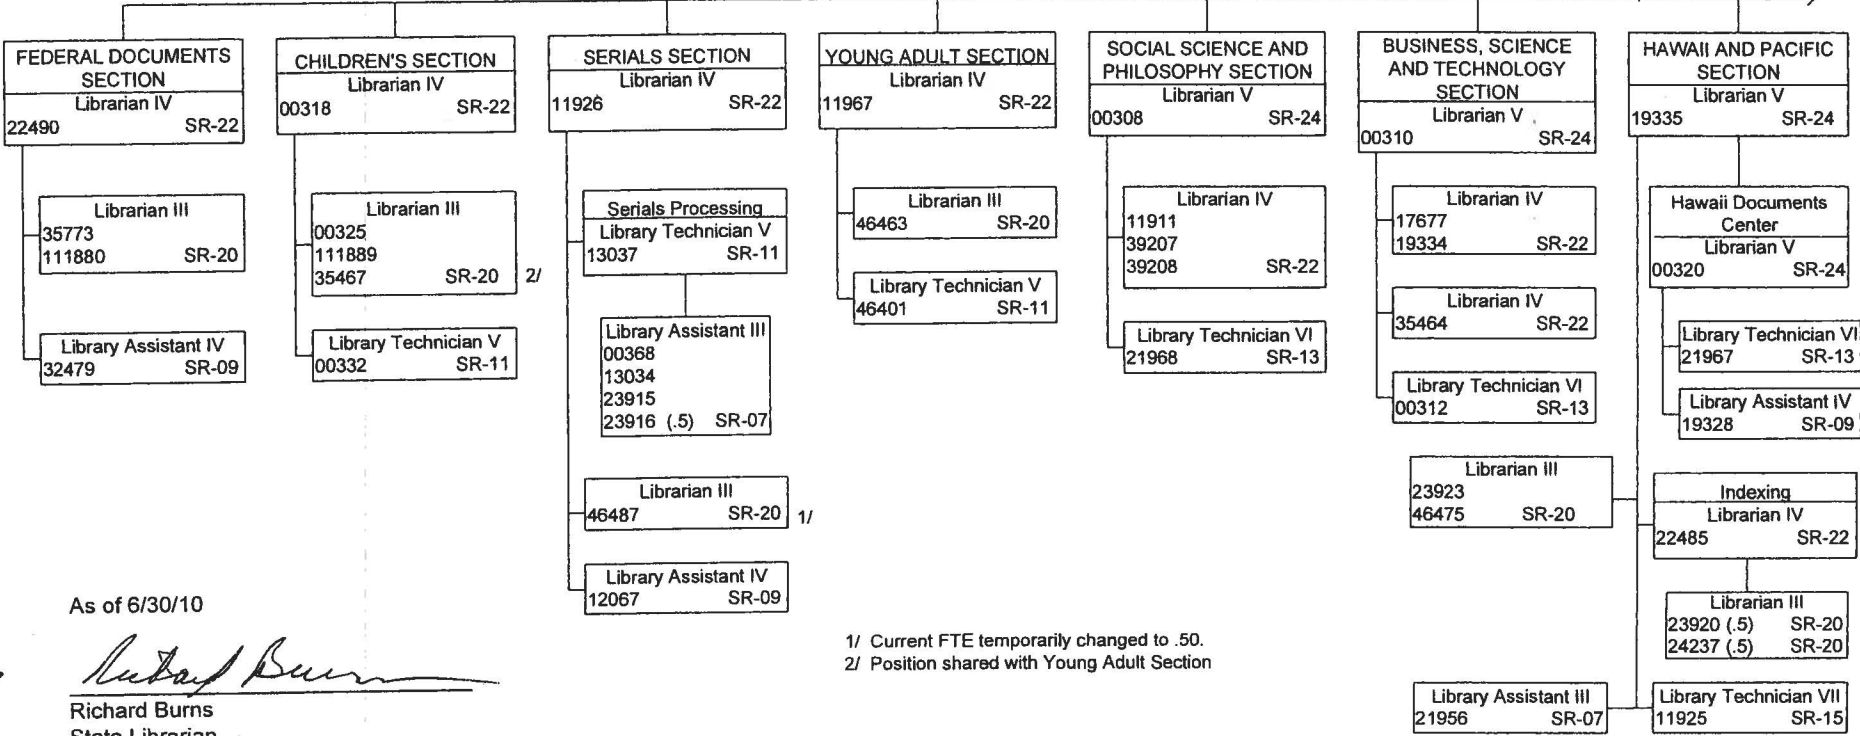 FEDERAL DOCUMENTS
SECTION
Librarian IV
22490 SR-22
Librarian III
35773
111880 SR-20
Library Assistant IV
32479 SR-09
CHILDREN'S SECTION
Librarian IV
00318 SR-22
Librarian III
00325
111889
35467 SR-20 2/
Library Technician V
00332 SR-11
SERIALS SECTION
Librarian IV
11926 SR-22
Serials Processing
Library Technician V
13037 SR-11
Library Assistant III
00368
13034
23915
23916 (.5) SR-07
Librarian III
46487 SR-20 1/
Library Assistant IV
12067 SR-09
YOUNG ADULT SECTION
Librarian IV
11967 SR-22
Librarian III
46463 SR-20
Library Technician V
46401 SR-11
SOCIAL SCIENCE AND
PHILOSOPHY SECTION
Librarian V
00308 SR-24
Librarian IV
11911
39207
39208 SR-22
Library Technician VI
21968 SR-13
BUSINESS, SCIENCE
AND TECHNOLOGY
SECTION
Librarian V
00310 SR-24
Librarian IV
17677
19334 SR-22
Librarian IV
35464 SR-22
Library Technician VI
00312 SR-13
HAWAII AND PACIFIC
SECTION
Librarian V
19335 SR-24
Hawaii Documents
Center
Librarian V
00320 SR-24
Library Technician VI
21967 SR-13
Library Assistant IV
19328 SR-09
Librarian III
23923
46475 SR-20
Indexing
Librarian IV
22485 SR-22
Librarian III
23920 (.5) SR-20
24237 (.5) SR-20
Library Assistant III
21956 SR-07
Library Technician VII
11925 SR-15
1/ Current FTE temporarily changed to .50.
2/ Position shared with Young Adult Section
As of 6/30/10
Richard Burns
Richard Burns
State Librarian